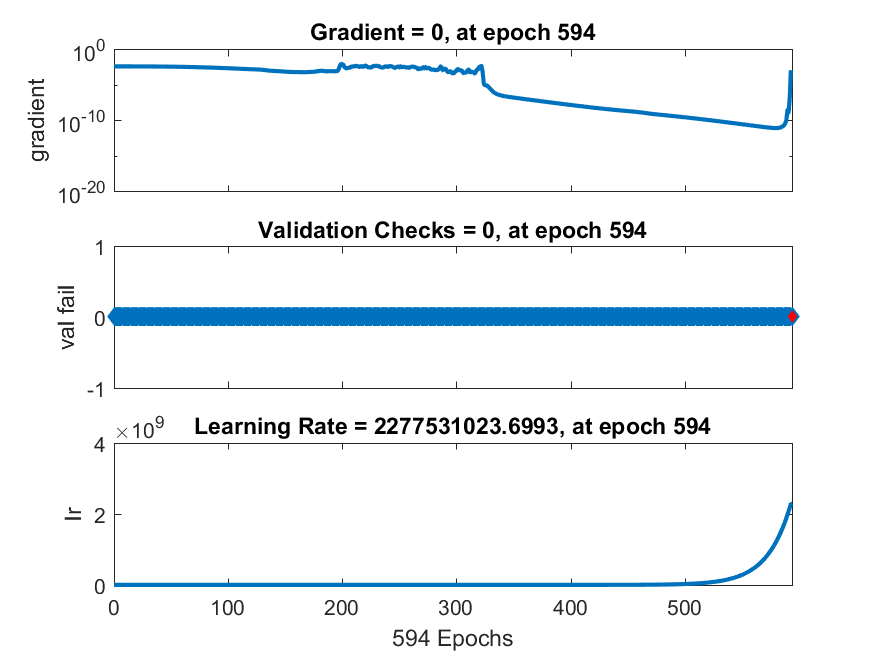 Gradient = 0, at epoch 594
10^0
10^-10
10^-20
gradient
Validation Checks = 0, at epoch 594
1
0
-1
val fail
×10^9
Learning Rate = 2277531023.6993, at epoch 594
4
2
0
lr
0 100 200 300 400 500
594 Epochs